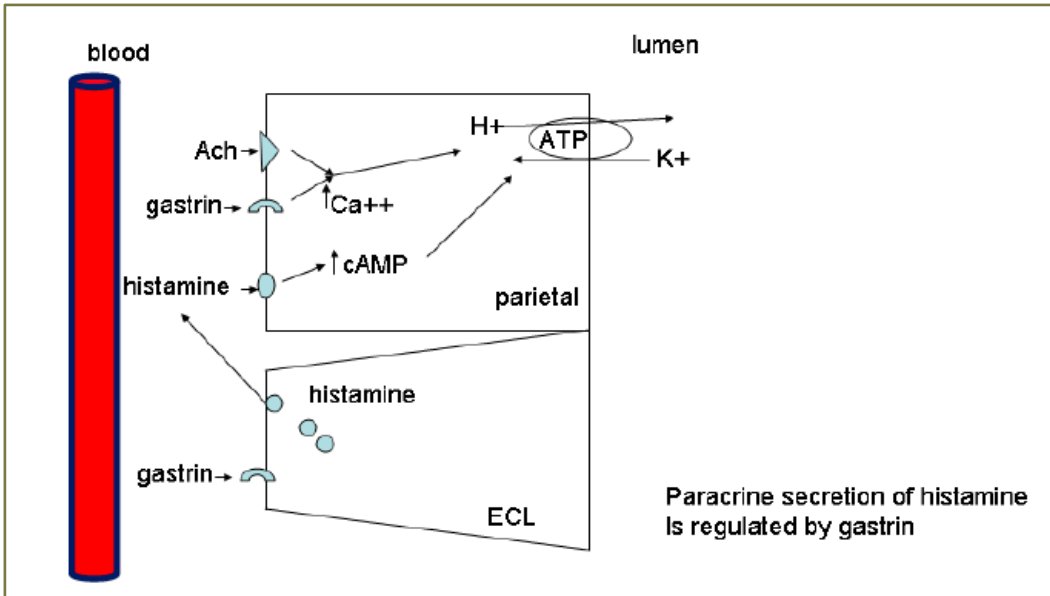 blood
lumen
H+
ATP
Ach
K+
gastrin
Ca++
cAMP
histamine
parietal
histamine
gastrin
ECL
Paracrine secretion of histamine
Is regulated by gastrin